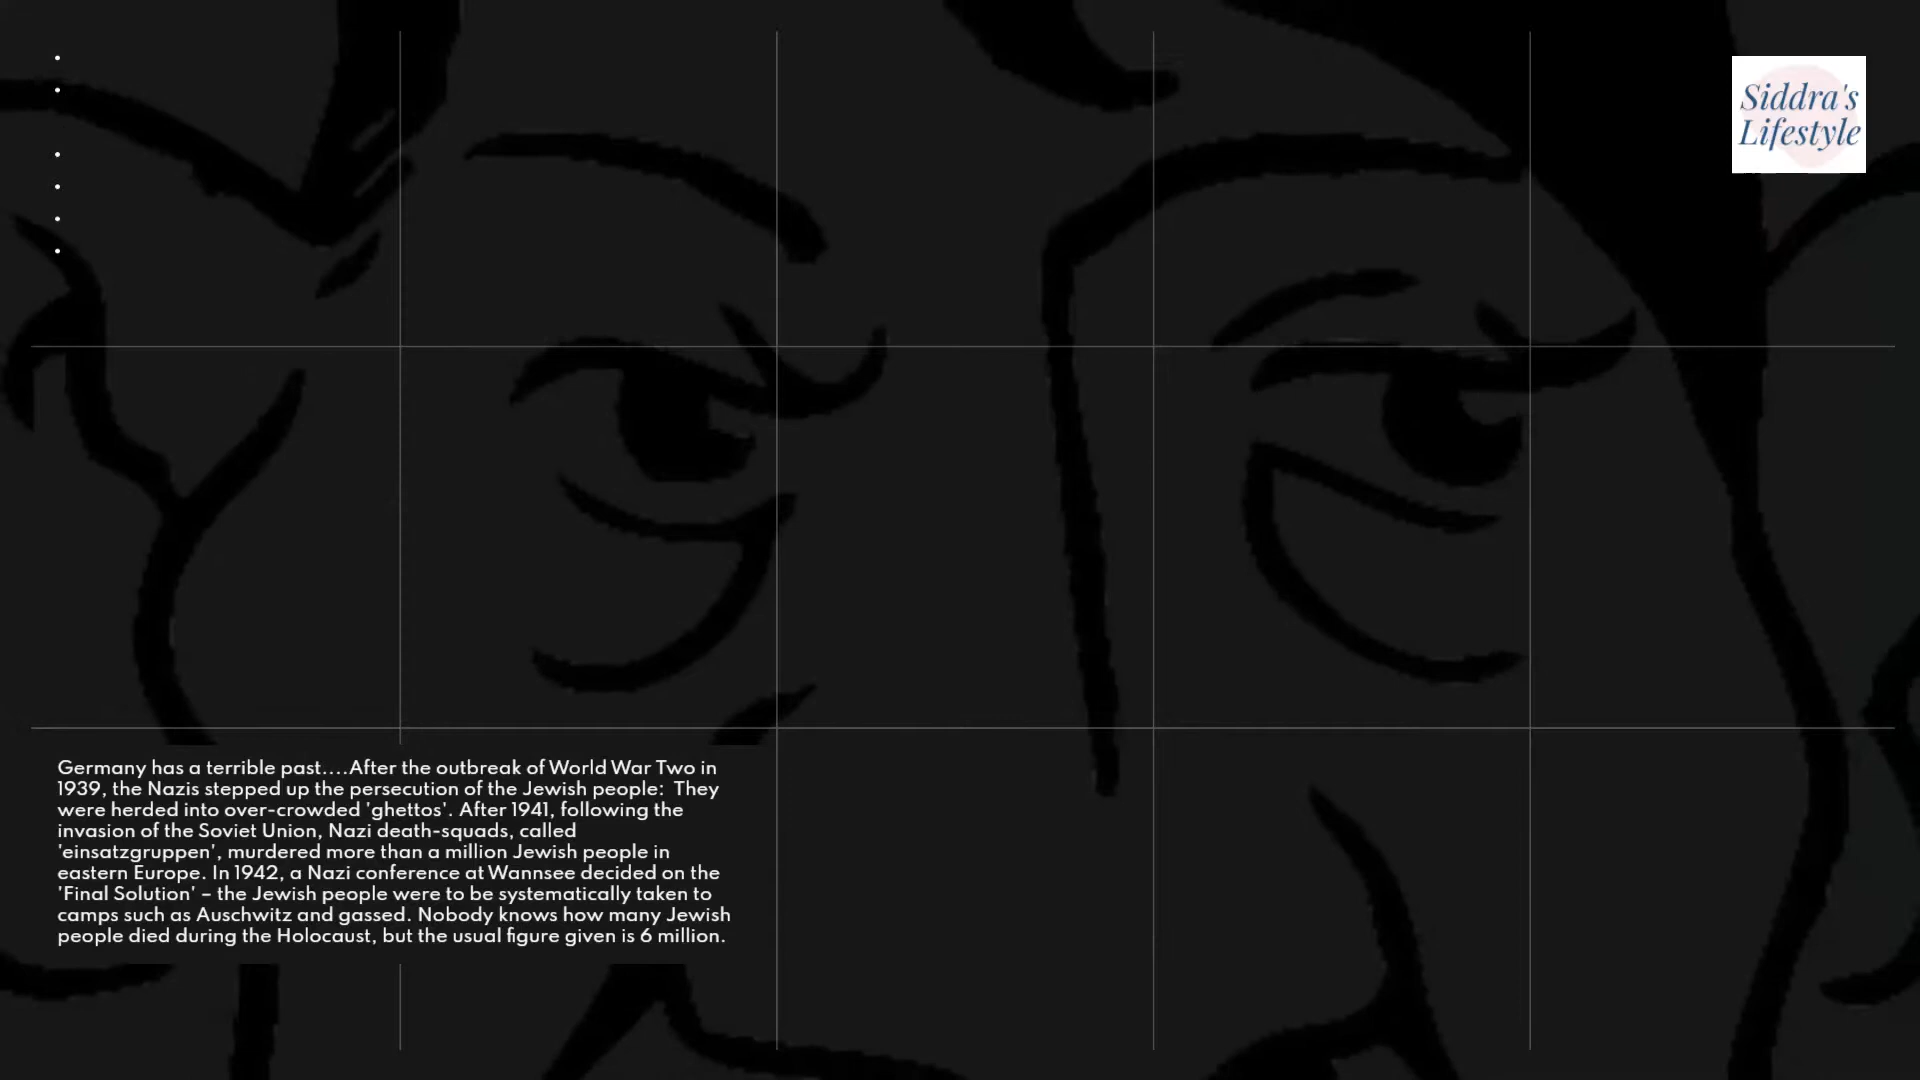 Siddra's
Lifestyle
Germany has a terrible past....After the outbreak of World War Two in
1939, the Nazis stepped up the persecution of the Jewish people:  They
were herded into over-crowded 'ghettos'. After 1941, following the
invasion of the Soviet Union, Nazi death-squads, called
'einsatzgruppen', murdered more than a million Jewish people in
eastern Europe. In 1942, a Nazi conference at Wannsee decided on the
'Final Solution' – the Jewish people were to be systematically taken to
camps such as Auschwitz and gassed. Nobody knows how many Jewish
people died during the Holocaust, but the usual figure given is 6 million.